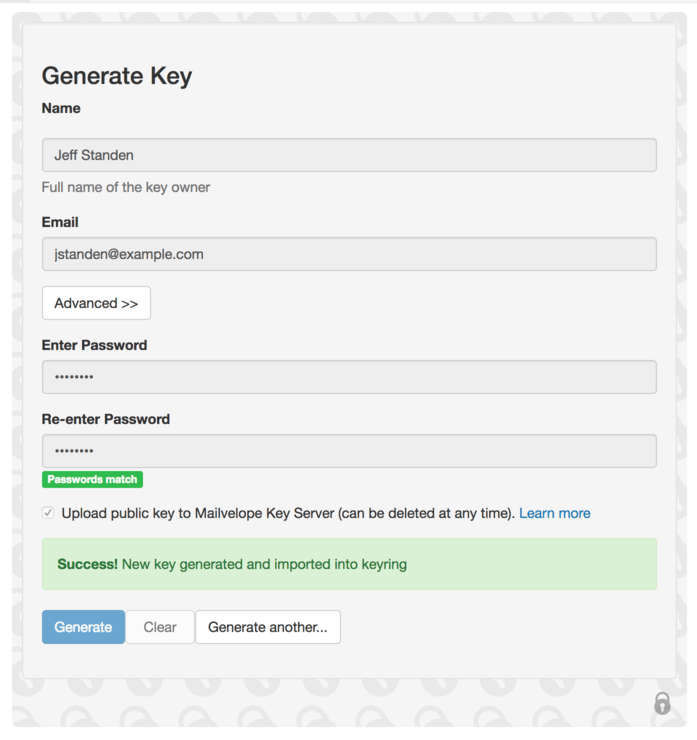 Generate Key
Name
Jeff Standen
Full name of the key owner
Email
jstanden@example.com
Advanced >>
Enter Password
••••••••
Re-enter Password
••••••••
Passwords match
Upload public key to Mailvelope Key Server (can be deleted at any time). Learn more
Success! New key generated and imported into keyring
Generate Clear Generate another...